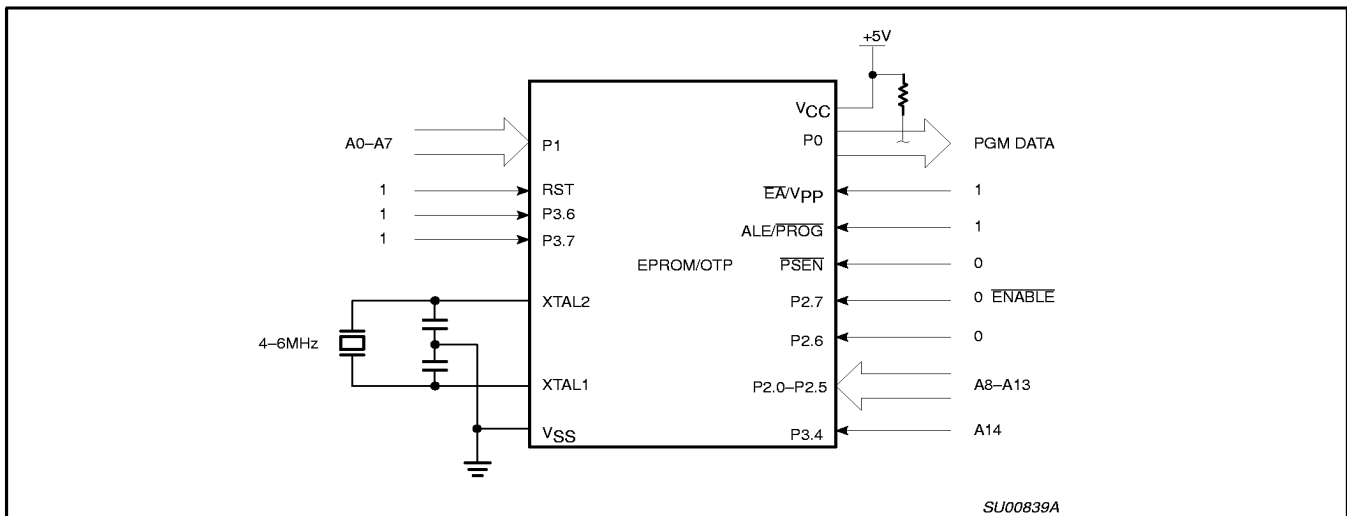 +5V
VCC
A0–A7
P1
P0
PGM DATA
1
RST
EA/VPP
1
1
P3.6
1
P3.7
ALE/PROG
1
EPROM/OTP
PSEN
0
XTAL2
P2.7
0 ENABLE
4–6MHz
P2.6
0
XTAL1
P2.0–P2.5
A8–A13
VSS
P3.4
A14
SU00839A